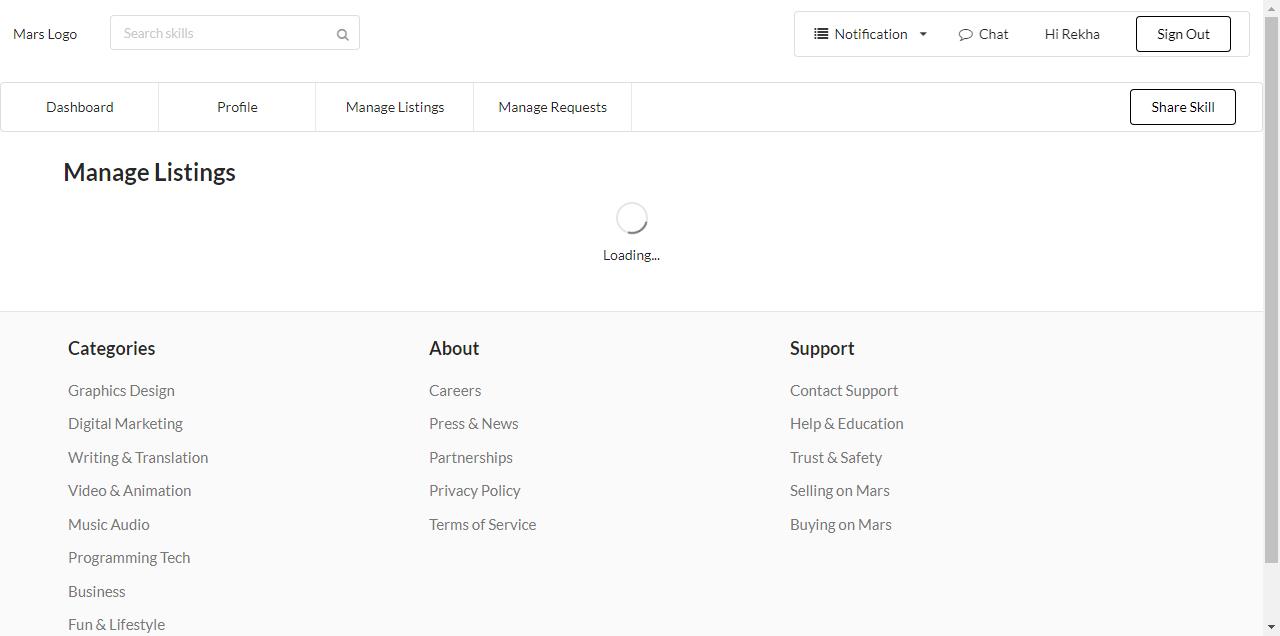 Mars Logo
Search skills
Notification
Chat
Hi Rekha
Sign Out
Dashboard
Profile
Manage Listings
Manage Requests
Share Skill
Manage Listings
Loading...
Categories
Graphics Design
Digital Marketing
Writing & Translation
Video & Animation
Music Audio
Programming Tech
Business
Fun & Lifestyle
About
Careers
Press & News
Partnerships
Privacy Policy
Terms of Service
Support
Contact Support
Help & Education
Trust & Safety
Selling on Mars
Buying on Mars